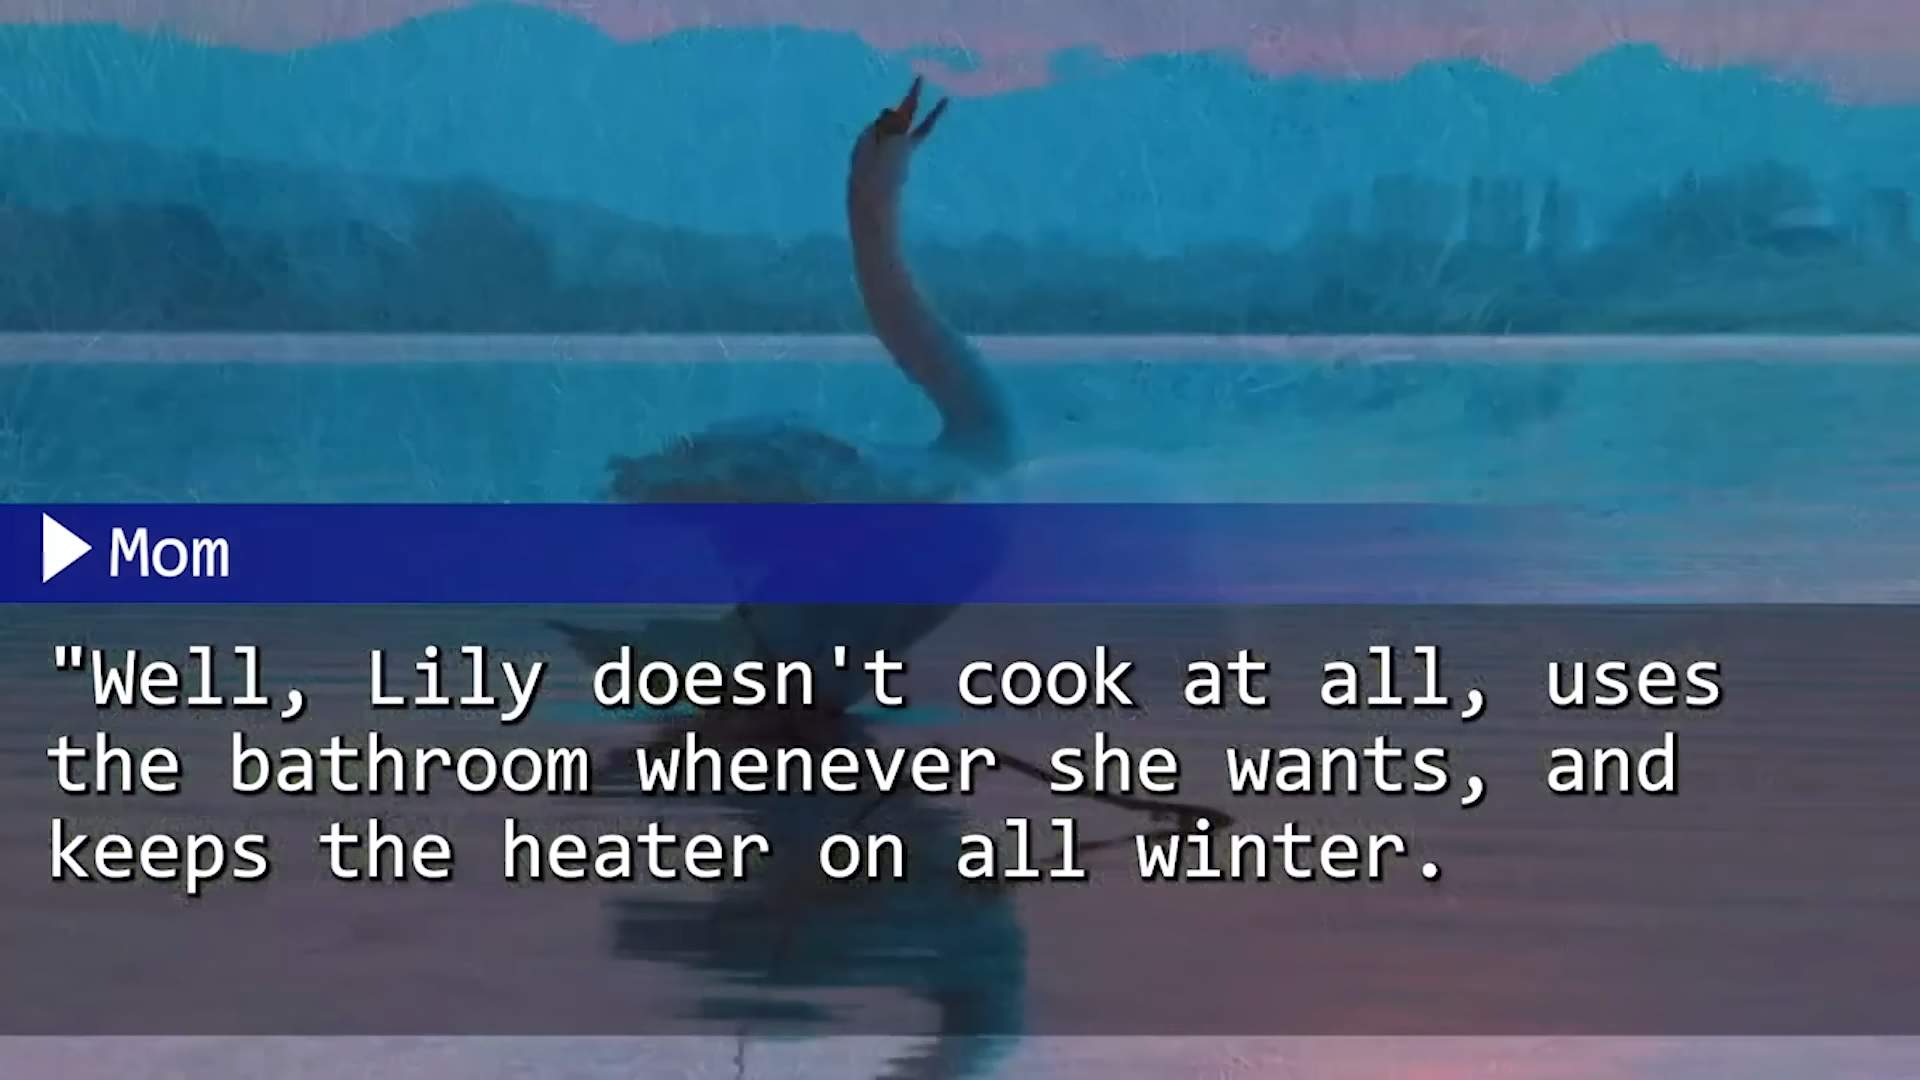 Mom
"Well, Lily doesn't cook at all, uses
the bathroom whenever she wants, and
keeps the heater on all winter.